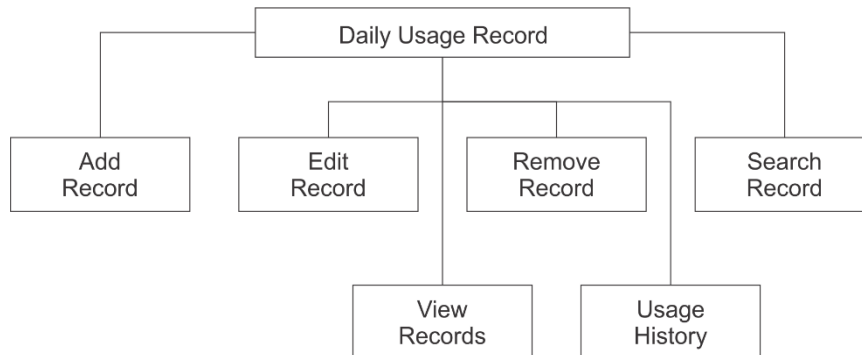 Daily Usage Record
Add
Record
Edit
Record
Remove
Record
Search
Record
View
Records
Usage
History